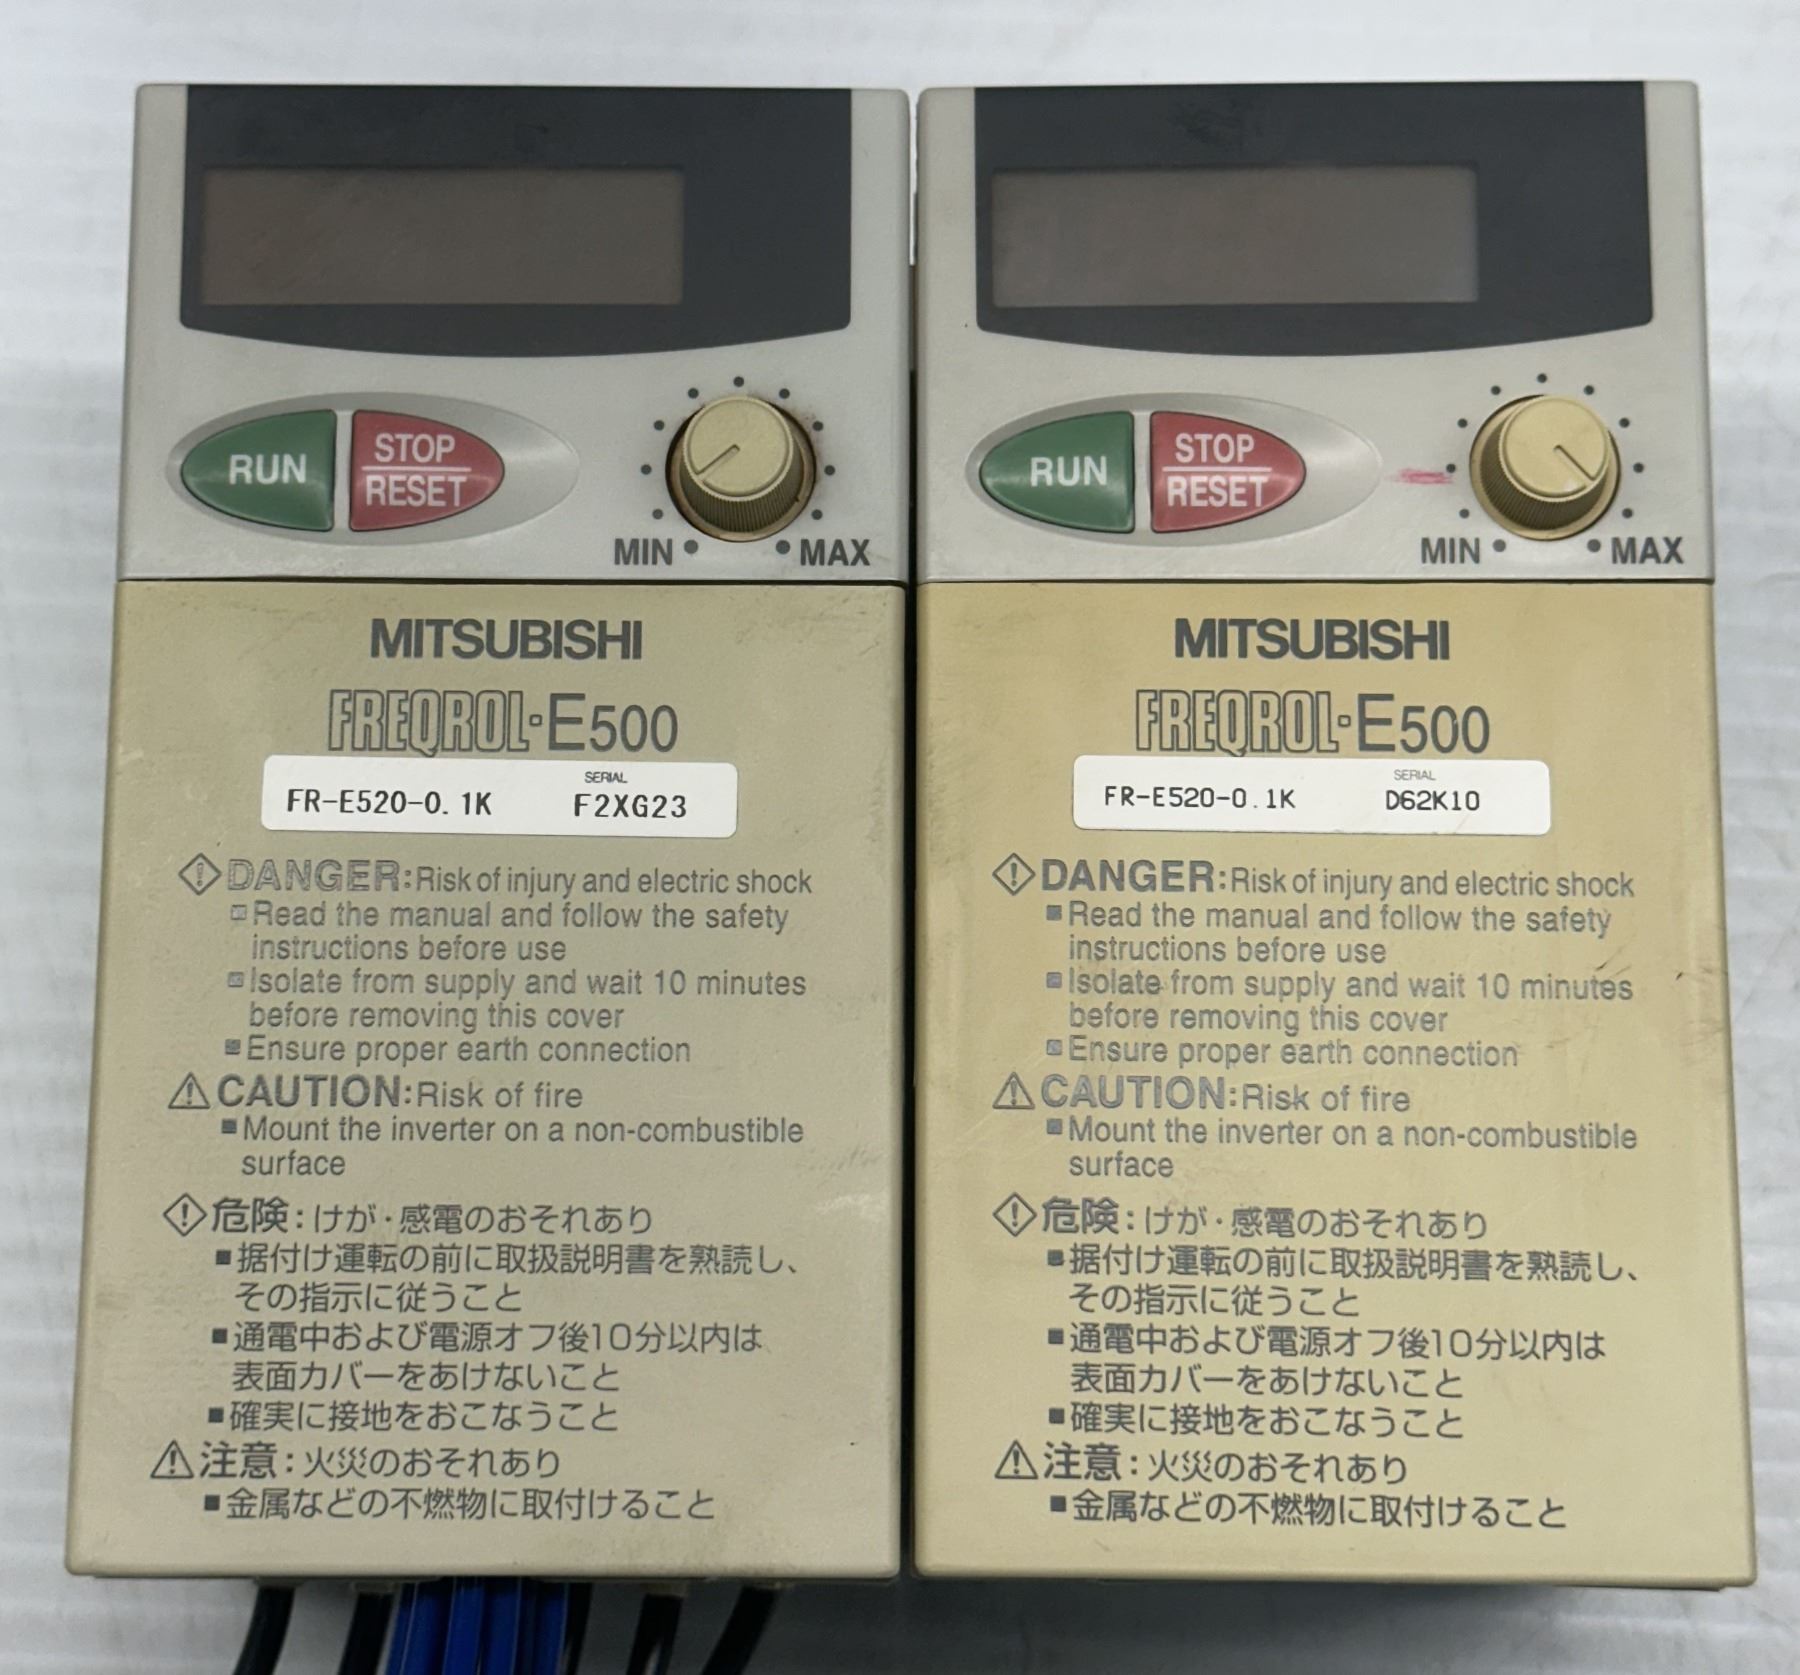 RUN
STOP
RESET
MIN
MAX
MITSUBISHI
FREQROL-E500
SERIAL
FR-E520-0.1K F2XG23
DANGER:Risk of injury and electric shock
■Read the manual and follow the safety
instructions before use
■Isolate from supply and wait 10 minutes
before removing this cover
■Ensure proper earth connection
CAUTION:Risk of fire
■Mount the inverter on a non-combustible
surface
危険:けが・感電のおそれあり
■据付け運転の前に取扱説明書を熟読し、
その指示に従うこと
■通電中および電源オフ後10分以内は
表面カバーをあけないこと
■確実に接地をおこなうこと
注意:火災のおそれあり
■金属などの不燃物に取付けること
RUN
STOP
RESET
MIN
MAX
MITSUBISHI
FREQROL-E500
SERIAL
FR-E520-0.1K D62K10
DANGER:Risk of injury and electric shock
■Read the manual and follow the safety
instructions before use
■Isolate from supply and wait 10 minutes
before removing this cover
■Ensure proper earth connection
CAUTION:Risk of fire
■Mount the inverter on a non-combustible
surface
危険:けが・感電のおそれあり
■据付け運転の前に取扱説明書を熟読し、
その指示に従うこと
■通電中および電源オフ後10分以内は
表面カバーをあけないこと
■確実に接地をおこなうこと
注意:火災のおそれあり
■金属などの不燃物に取付けること